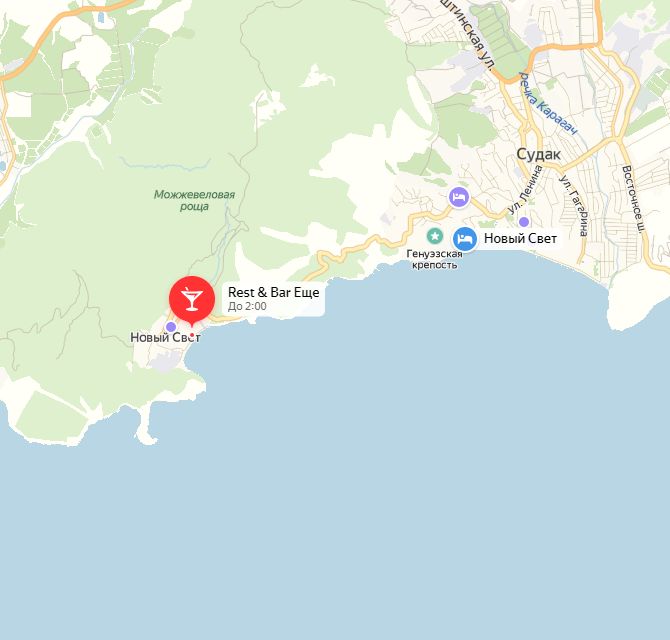 штинская ул.
речка Карагач
Судак
ул. Ленина
ул. Гагарина
Восточное ш.
Можжевеловая
роща
Новый Свет
Генуэзская
крепость
Rest & Bar Еще
До 2:00
Новый Свет